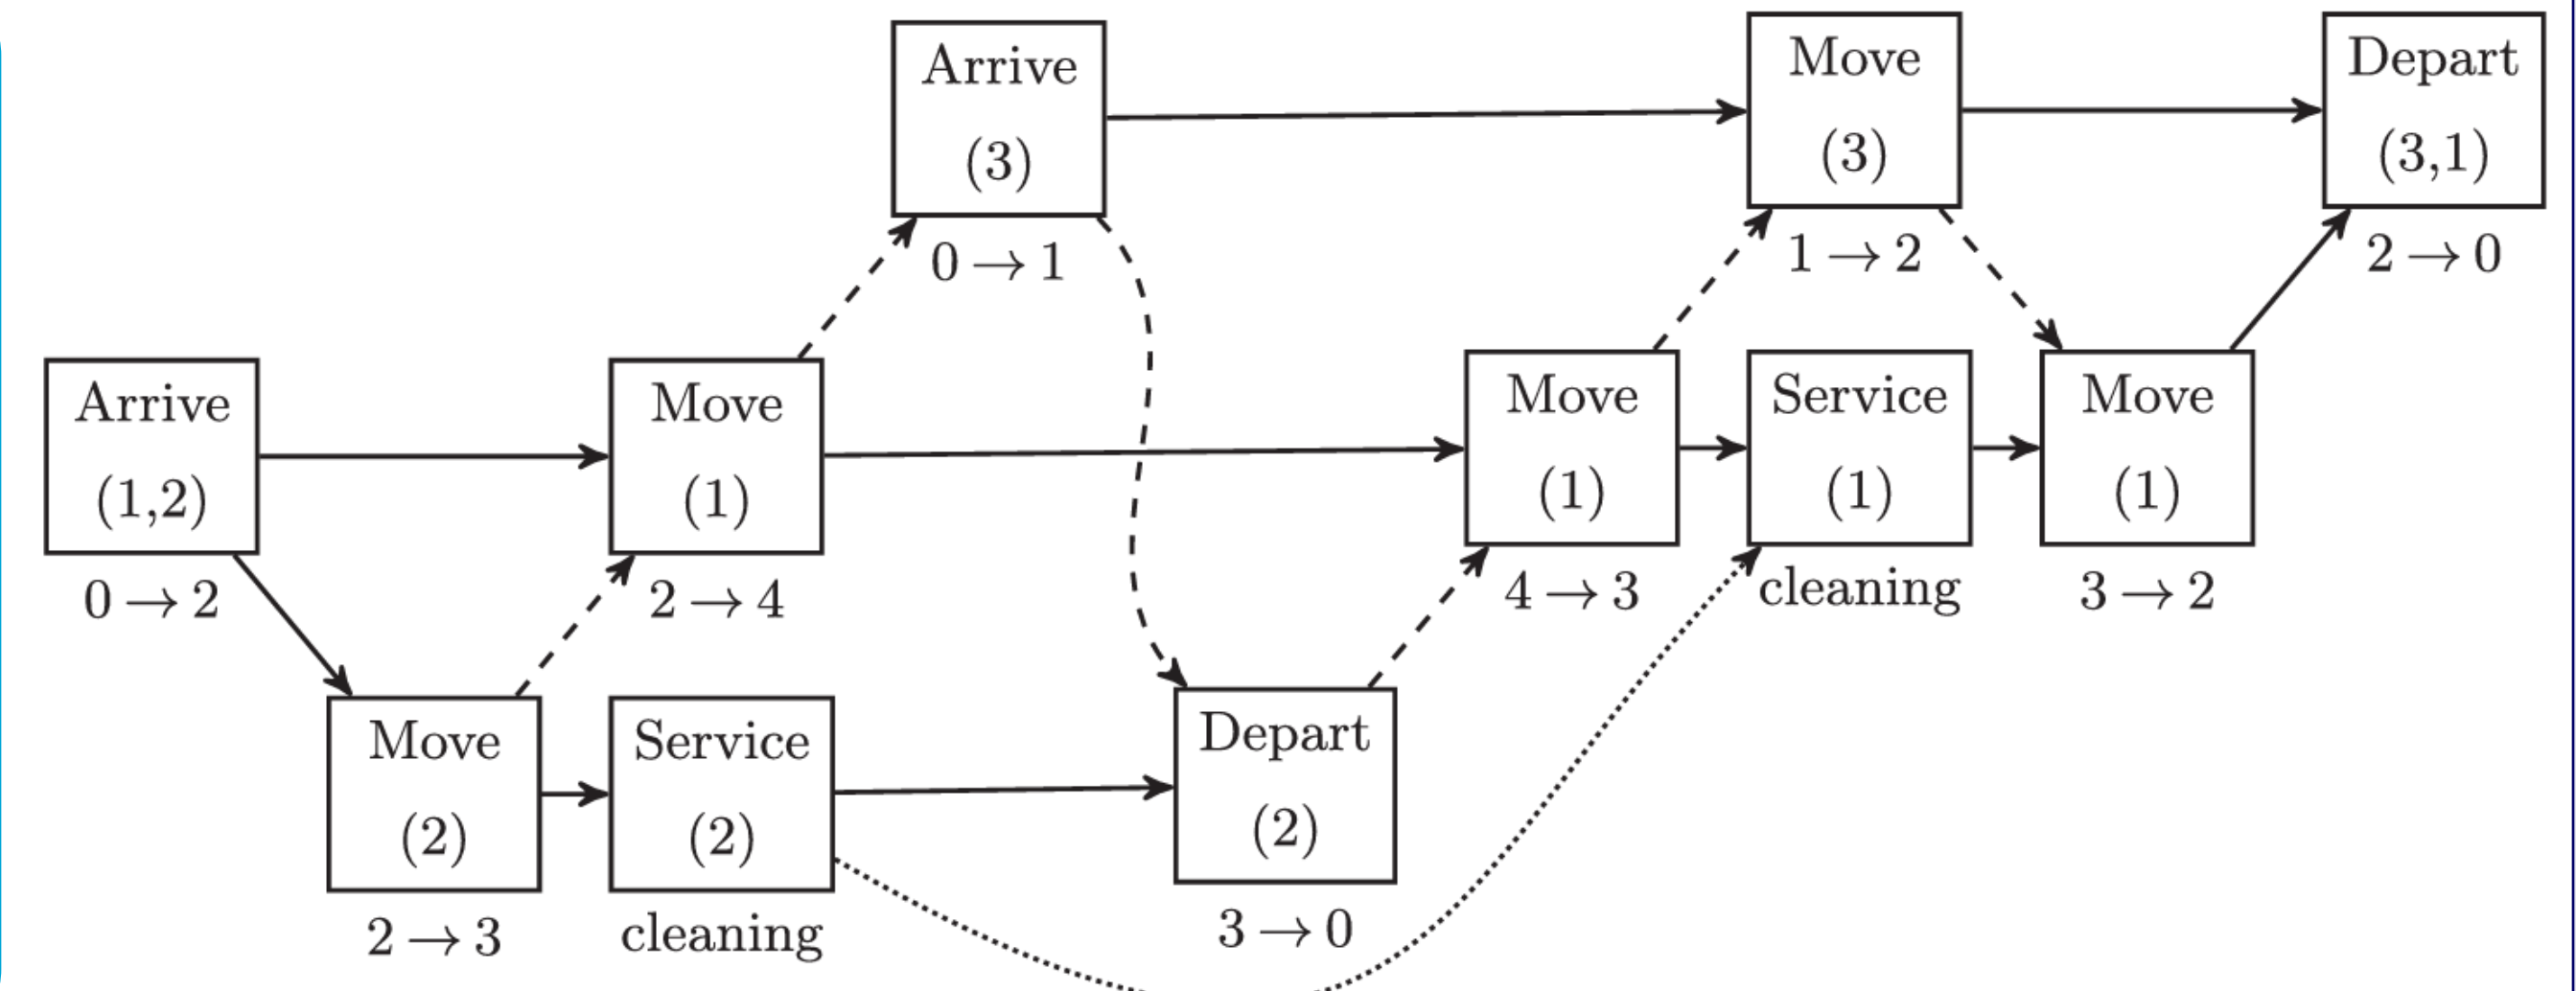 Arrive
(3)
0 → 1
Move
(3)
1 → 2
Depart
(3,1)
2 → 0
Arrive
(1,2)
0 → 2
Move
(1)
2 → 4
Move
(1)
4 → 3
Service
(1)
cleaning
Move
(1)
3 → 2
Move
(2)
2 → 3
Service
(2)
cleaning
Depart
(2)
3 → 0